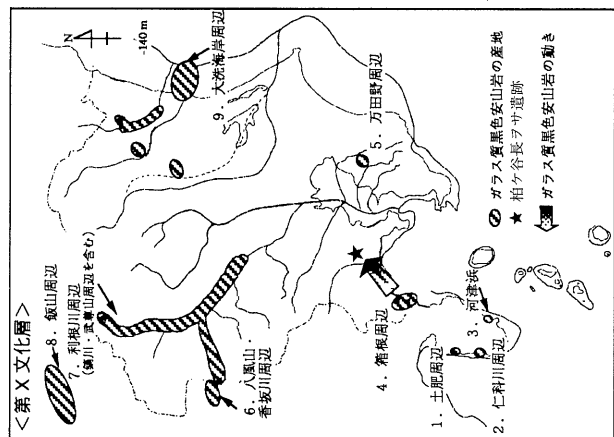 <第X文化層>
8. 飯山周辺
7. 利根川周辺
(鏑川・武尊山周辺を含む)
6. 八風山・
香坂川周辺
4. 箱根周辺
1. 土肥周辺
2. 仁科川周辺
3. 河津浜
5. 万田野周辺
9. 大洗海岸周辺
N
-140m
ガラス質黒色安山岩の産地
★ 柏ケ谷長ヲサ遺跡
ガラス質黒色安山岩の動き